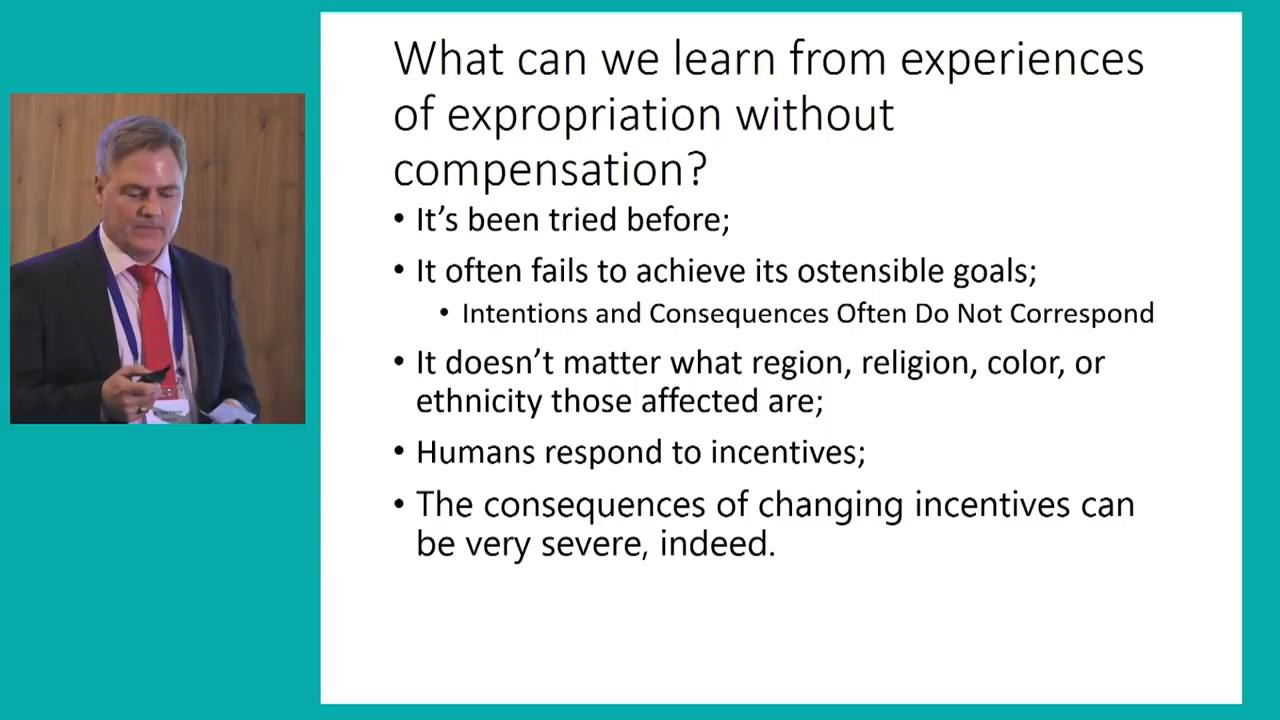 What can we learn from experiences
of expropriation without
compensation?
• It's been tried before;
• It often fails to achieve its ostensible goals;
• Intentions and Consequences Often Do Not Correspond
• It doesn't matter what region, religion, color, or
ethnicity those affected are;
• Humans respond to incentives;
• The consequences of changing incentives can
be very severe, indeed.